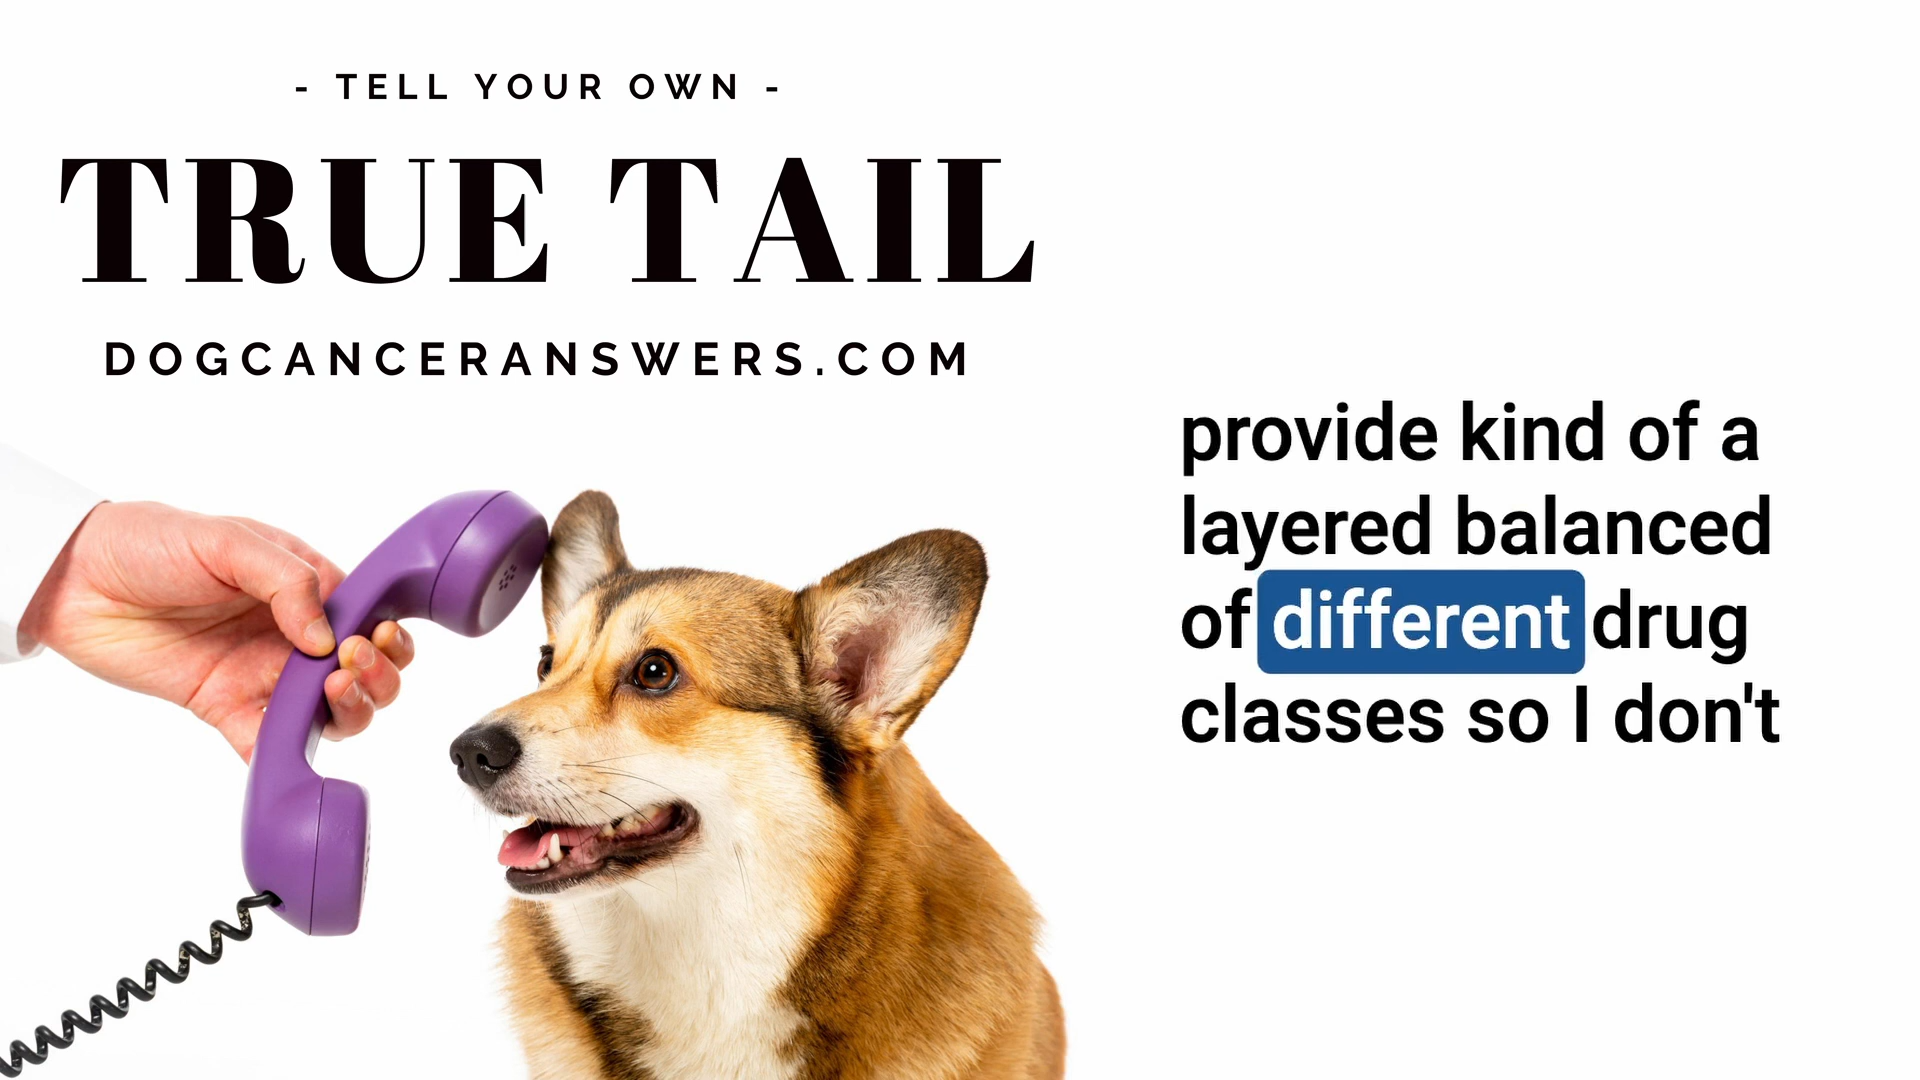 - TELL YOUR OWN -
TRUE TAIL
DOGCANCERANSWERS.COM
provide kind of a
layered balanced
of different drug
classes so I don't